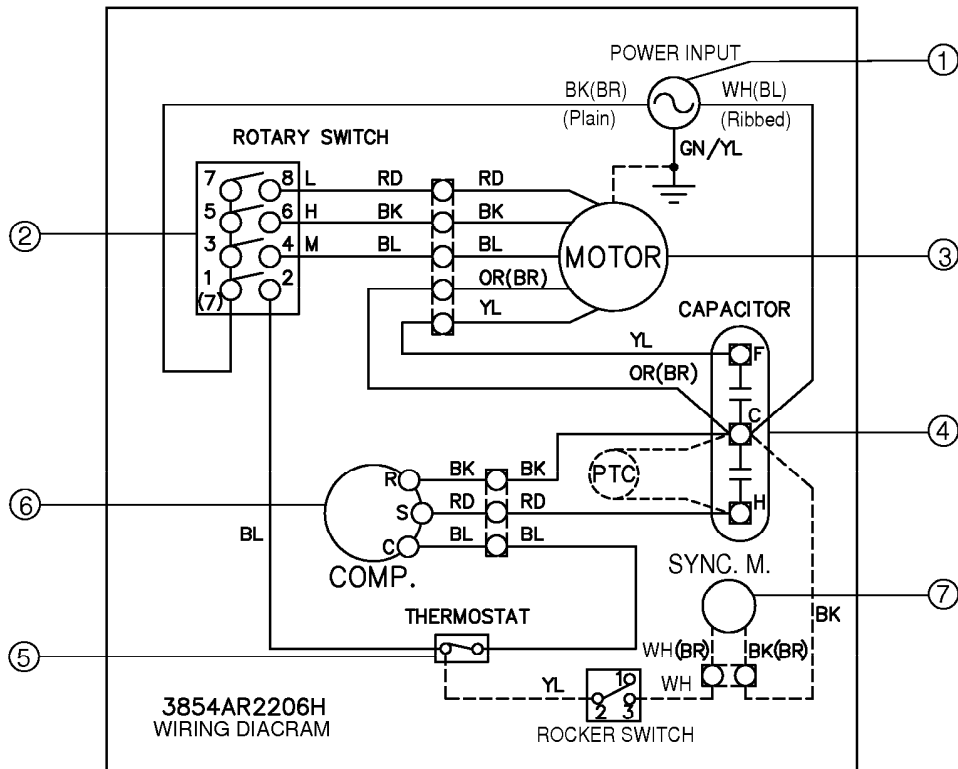 POWER INPUT
1
BK(BR)
(Plain)
WH(BL)
(Ribbed)
GN/YL
ROTARY SWITCH
7 8 L RD RD
5 6 H BK BK
2
3 4 M BL BL
MOTOR
3
1 2
(7)
OR(BR)
YL
CAPACITOR
YL F
OR(BR)
C
4
PTC
R BK BK
6
S RD RD H
C BL BL
BL
COMP.
SYNC. M.
7
BK
THERMOSTAT
5
WH(BR) BK(BR)
YL 1 WH
2 3
3854AR2206H
WIRING DIACRAM
ROCKER SWITCH